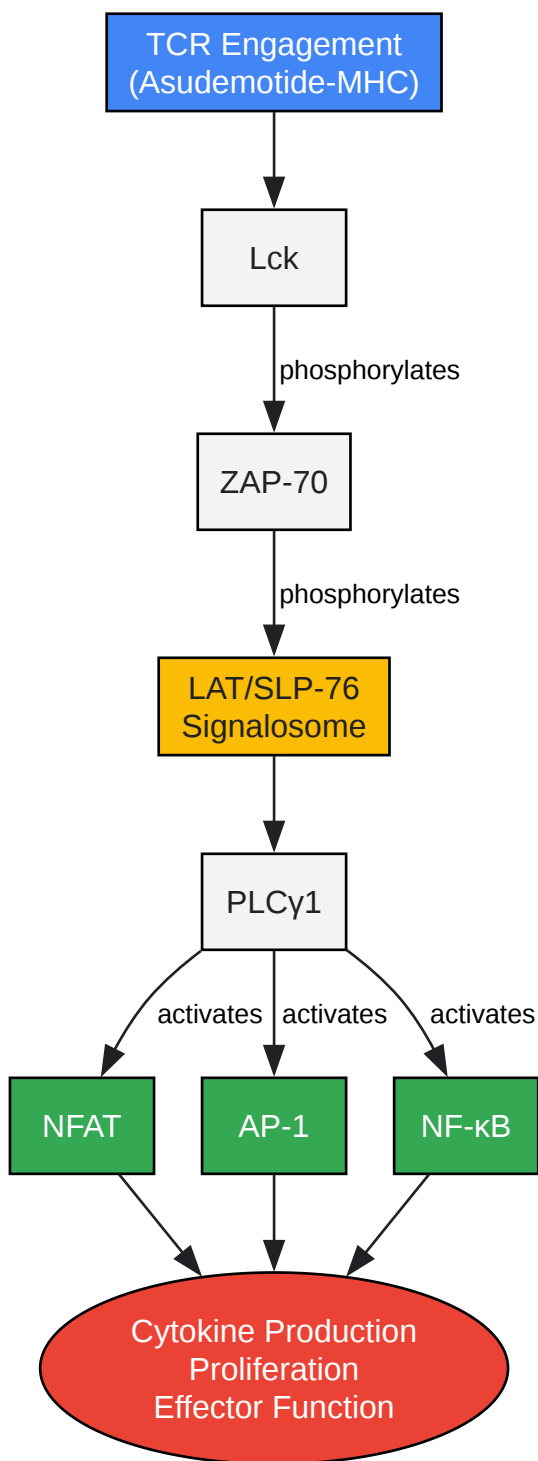 TCR Engagement
(Asudemotide-MHC)
Lck
phosphorylates
ZAP-70
phosphorylates
LAT/SLP-76
Signalosome
PLCγ1
activates activates activates
NFAT AP-1 NF-κB
Cytokine Production
Proliferation
Effector Function